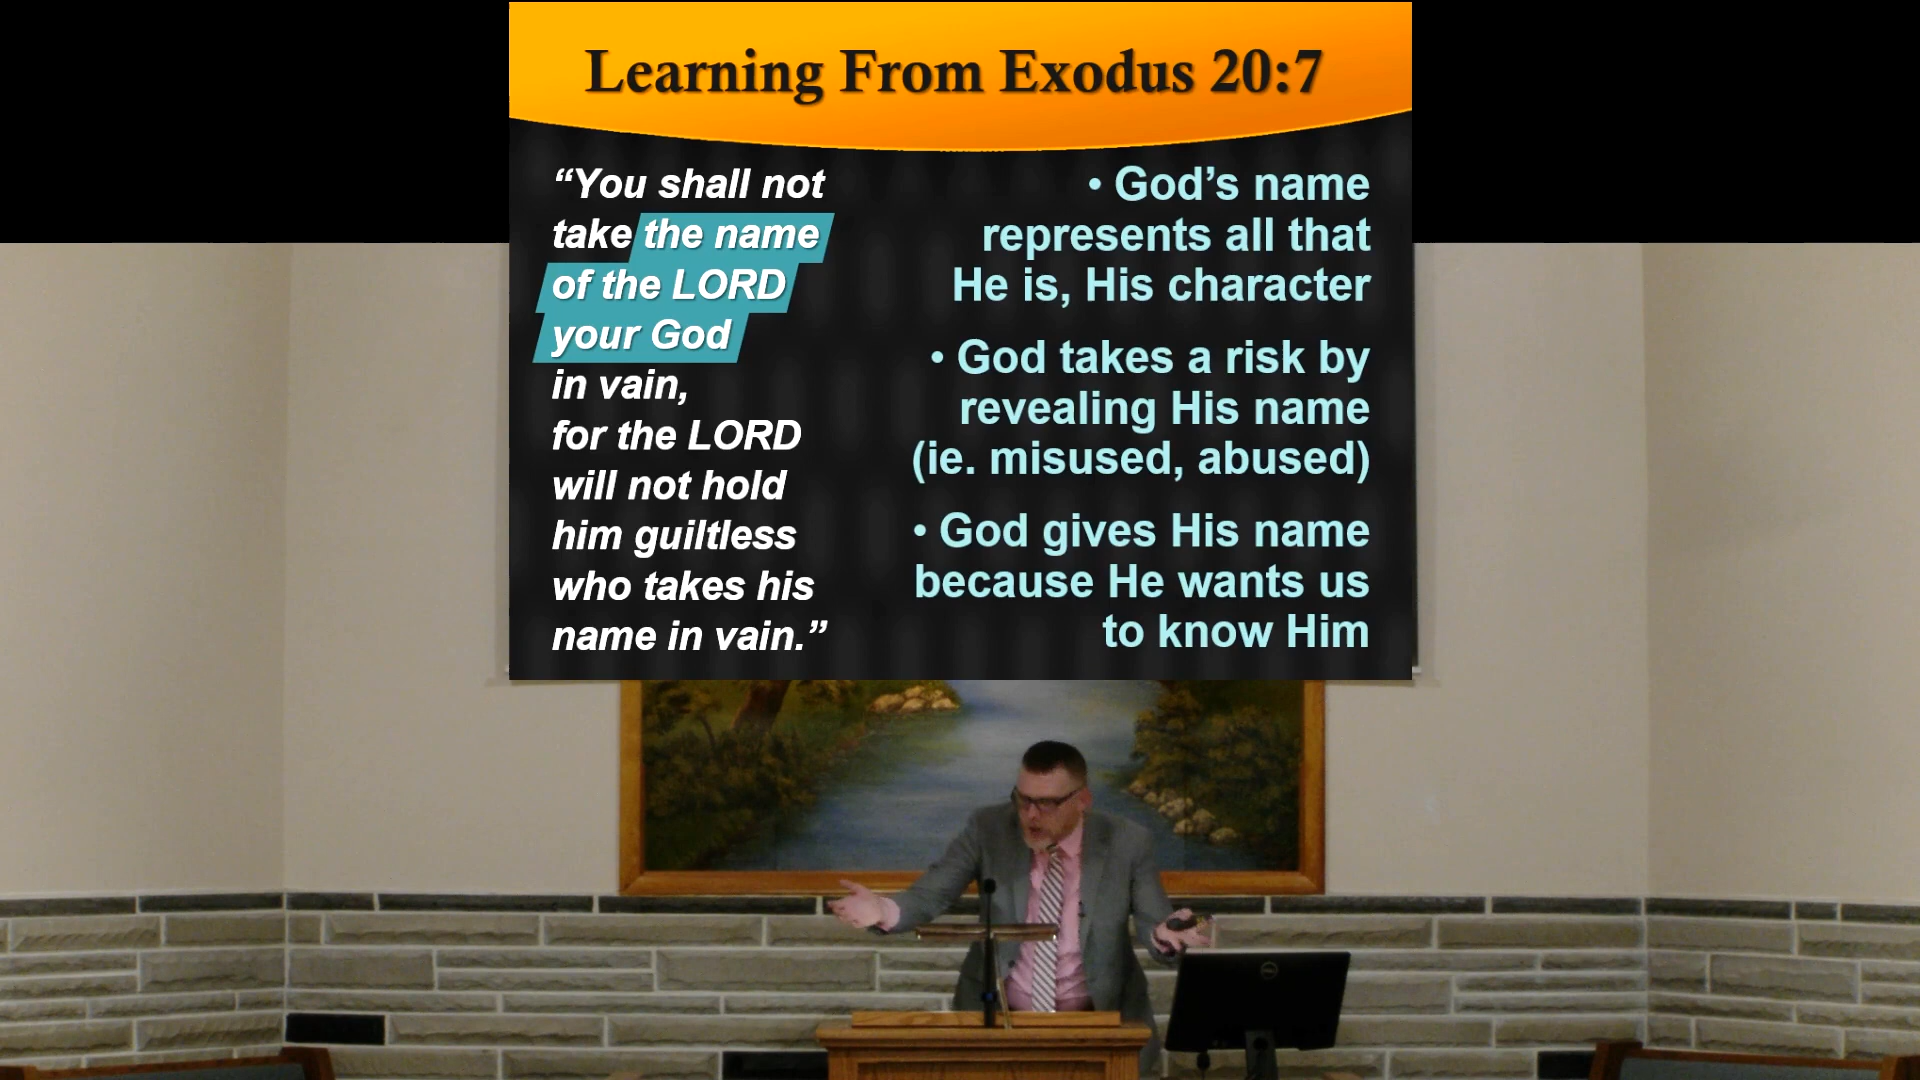 Learning From Exodus 20:7
“You shall not
take the name
of the LORD
your God
in vain,
for the LORD
will not hold
him guiltless
who takes his
name in vain.”
• God’s name
represents all that
He is, His character
• God takes a risk by
revealing His name
(ie. misused, abused)
• God gives His name
because He wants us
to know Him
DELL